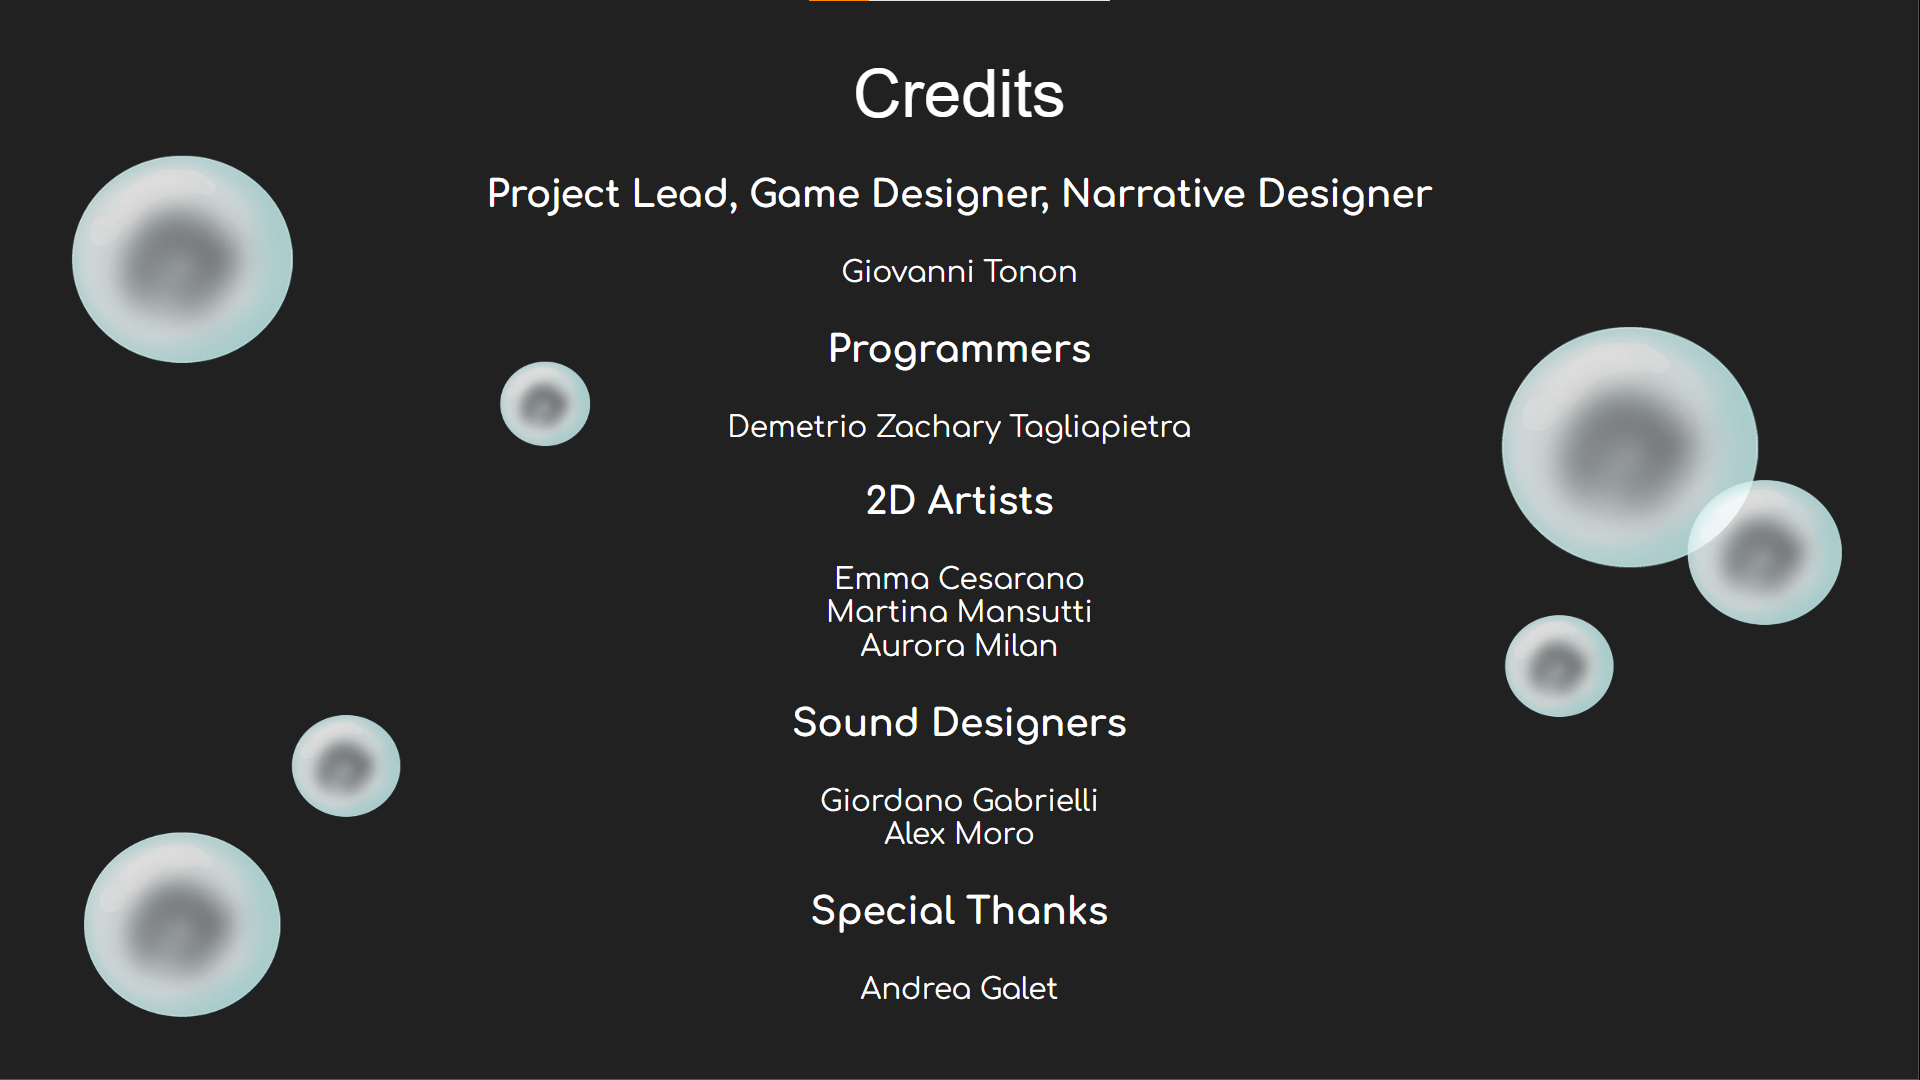 Credits
Project Lead, Game Designer, Narrative Designer
Giovanni Tonon
Programmers
Demetrio Zachary Tagliapietra
2D Artists
Emma Cesarano
Martina Mansutti
Aurora Milan
Sound Designers
Giordano Gabrielli
Alex Moro
Special Thanks
Andrea Galet